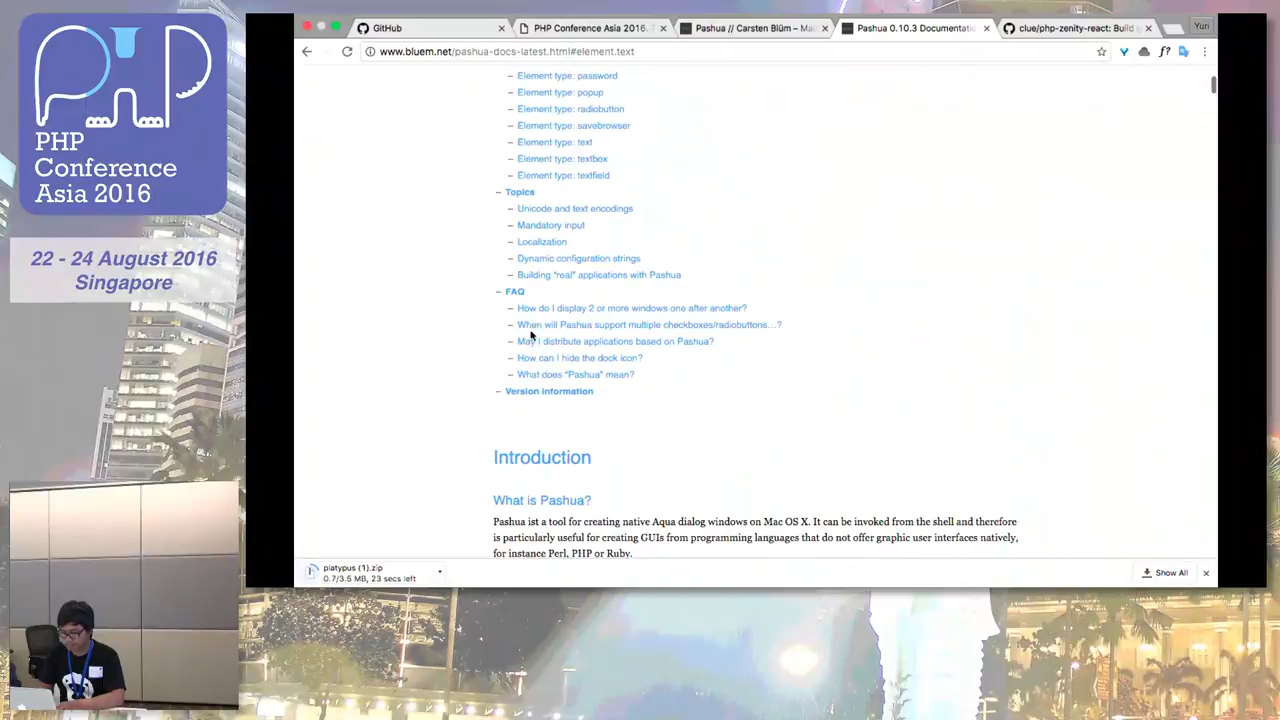 PHP
Conference
Asia 2016
22 - 24 August 2016
Singapore
GitHub
PHP Conference Asia 2016.
Pashua // Carsten Blüm – Mac
Pashua 0.10.3 Documentati
clue/php-zenity-react: Build
Yuri
www.bluem.net/pashua-docs-latest.html#element.text
– Element type: password
– Element type: popup
– Element type: radiobutton
– Element type: savebrowser
– Element type: text
– Element type: textbox
– Element type: textfield
– Topics
– Unicode and text encodings
– Mandatory input
– Localization
– Dynamic configuration strings
– Building “real” applications with Pashua
– FAQ
– How do I display 2 or more windows one after another?
– When will Pashua support multiple checkboxes/radiobuttons…?
– May I distribute applications based on Pashua?
– How can I hide the dock icon?
– What does “Pashua” mean?
– Version information
Introduction
What is Pashua?
Pashua ist a tool for creating native Aqua dialog windows on Mac OS X. It can be invoked from the shell and therefore
is particularly useful for creating GUIs from programming languages that do not offer graphic user interfaces natively,
for instance Perl, PHP or Ruby.
platypus (1).zip
0.7/3.5 MB, 23 secs left
Show All